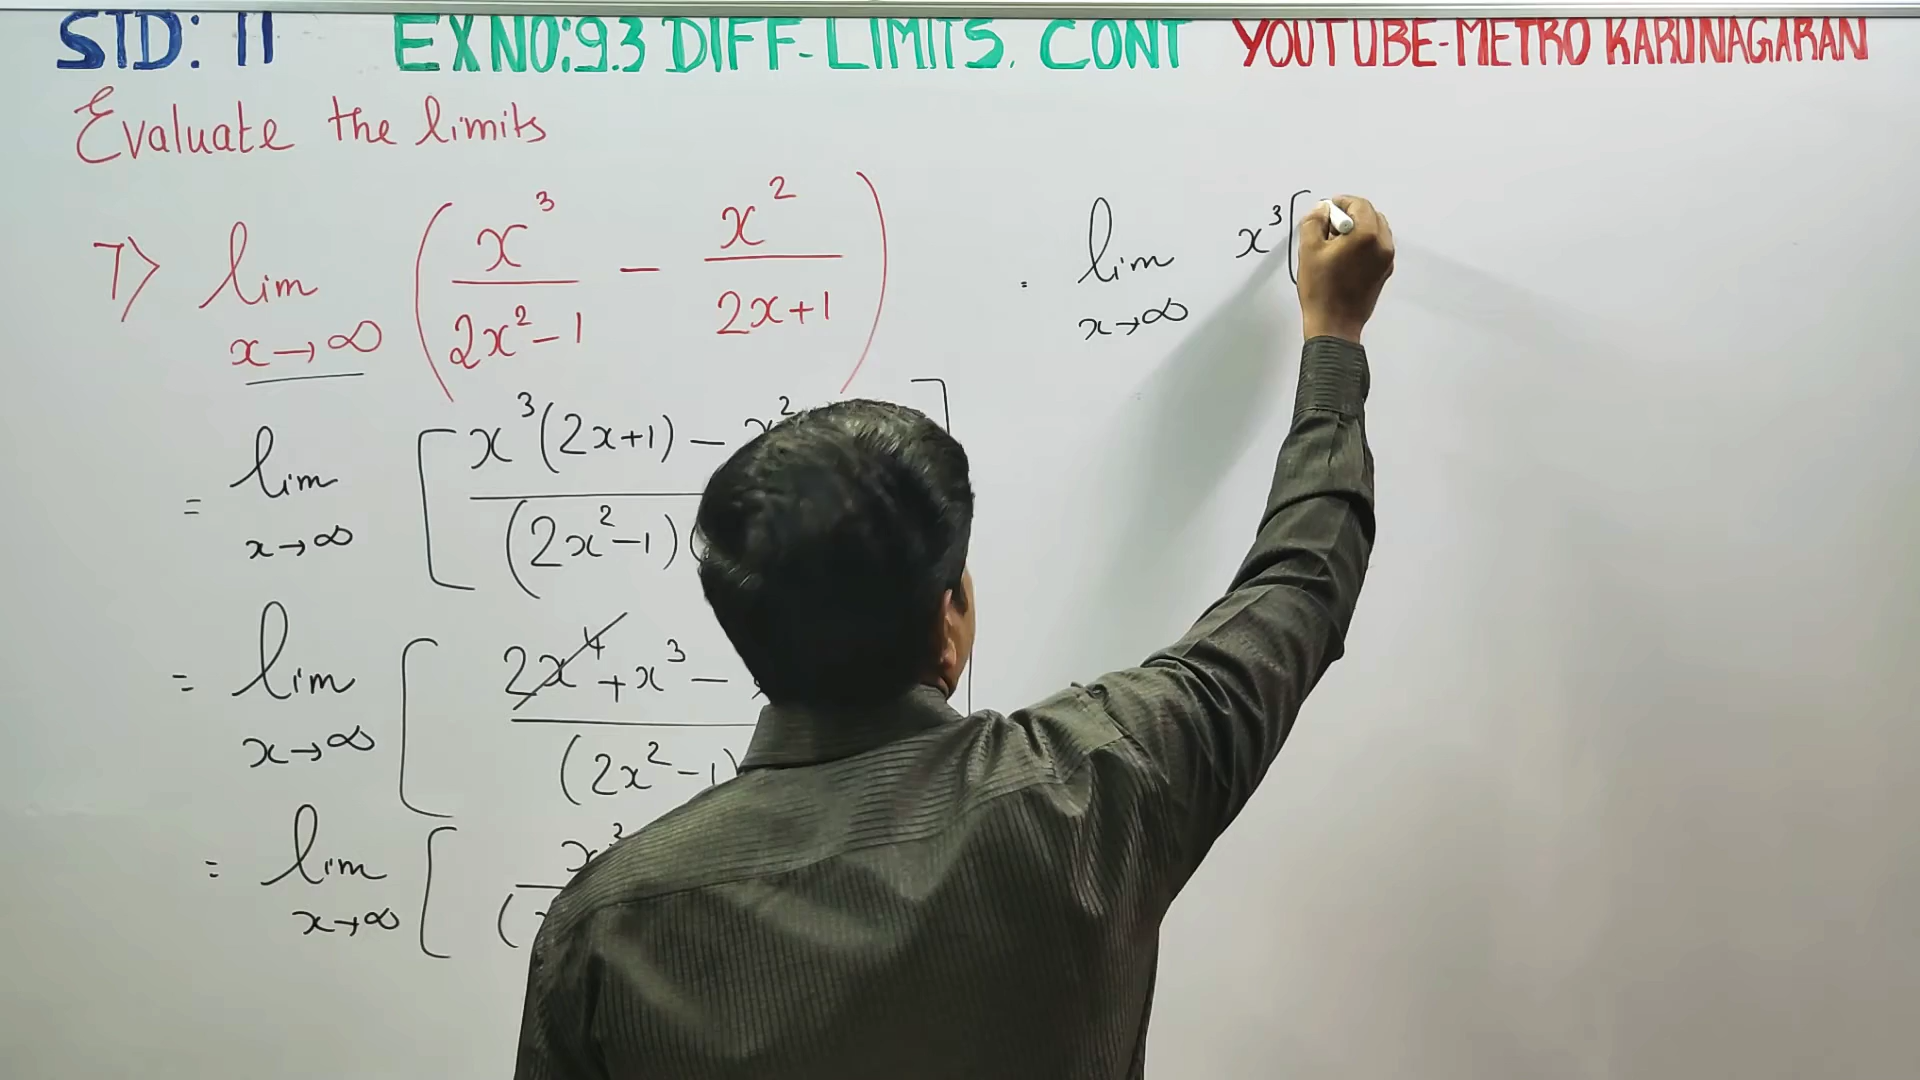 STD: 11 EXNO:9.3 DIFF-LIMITS. CONT YOUTUBE-METRO KARUNAGARAN
Evaluate the limits
7) lim x→∞ ( x³/(2x²-1) - x²/(2x+1) )
= lim x→∞ [ x³(2x+1) - x²
(2x²-1)(
= lim x→∞ [ 2x⁴ + x³ -
(2x²-1)
= lim x→∞ [
(
= lim x→∞ x³[